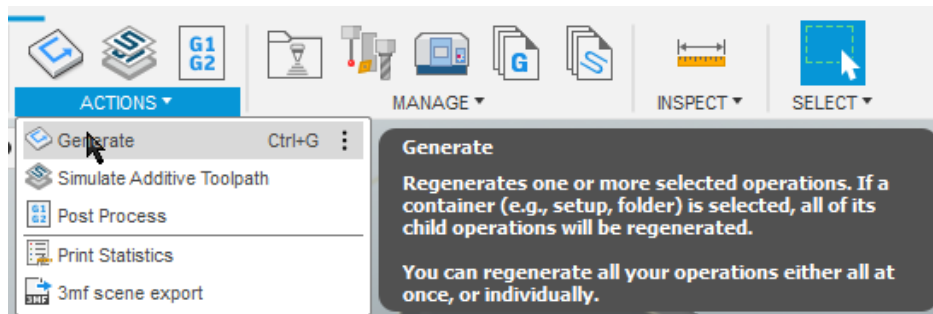 G1
G2
G
ACTIONS ▾
MANAGE ▾
INSPECT ▾
SELECT ▾
Generate
Ctrl+G
Simulate Additive Toolpath
G1
G2
Post Process
Print Statistics
3MF
3mf scene export
Generate
Regenerates one or more selected operations. If a
container (e.g., setup, folder) is selected, all of its
child operations will be regenerated.
You can regenerate all your operations either all at
once, or individually.